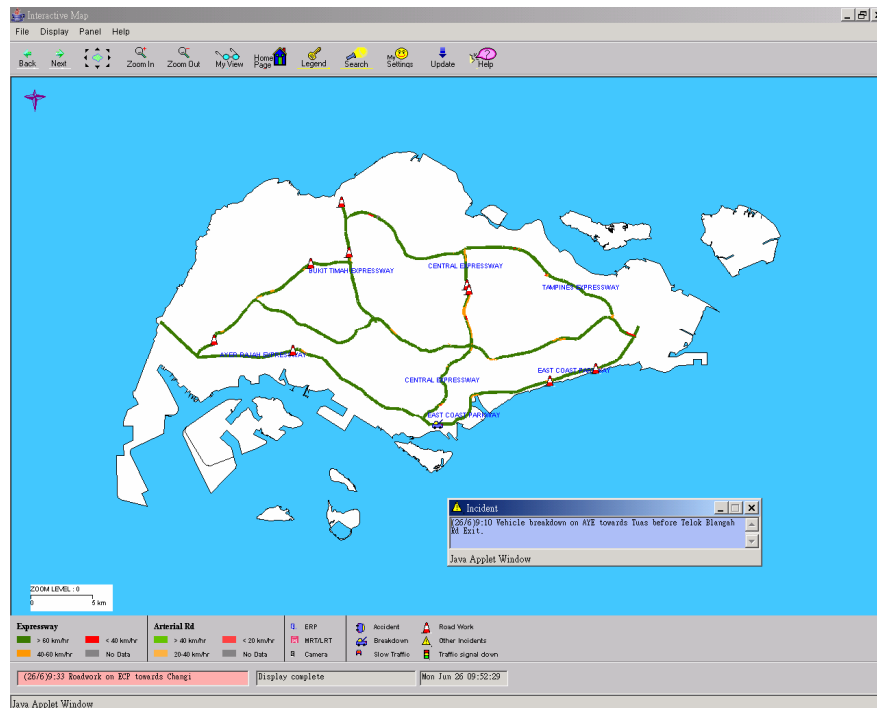 Interactive Map
File Display Panel Help
Back Next Zoom In Zoom Out My View Home Page Legend Search My Settings Update Help
BUKIT TIMAH EXPRESSWAY
CENTRAL EXPRESSWAY
TAMPINES EXPRESSWAY
AYER RAJAH EXPRESSWAY
EAST COAST PARKWAY
CENTRAL EXPRESSWAY
EAST COAST PARKWAY
Incident
(26/6)9:10 Vehicle breakdown on AYE towards Tuas before Telok Blangah
Rd Exit.
Java Applet Window
ZOOM LEVEL : 0
0 5 km
Expressway Arterial Rd ERP Accident Road Work
> 60 km/hr < 40 km/hr > 40 km/hr < 20 km/hr MRT/LRT Breakdown Other Incidents
40-60 km/hr No Data 20-40 km/hr No Data Camera Slow Traffic Traffic signal down
(26/6)9:33 Roadwork on ECP towards Changi Display complete Mon Jun 26 09:52:29
Java Applet Window